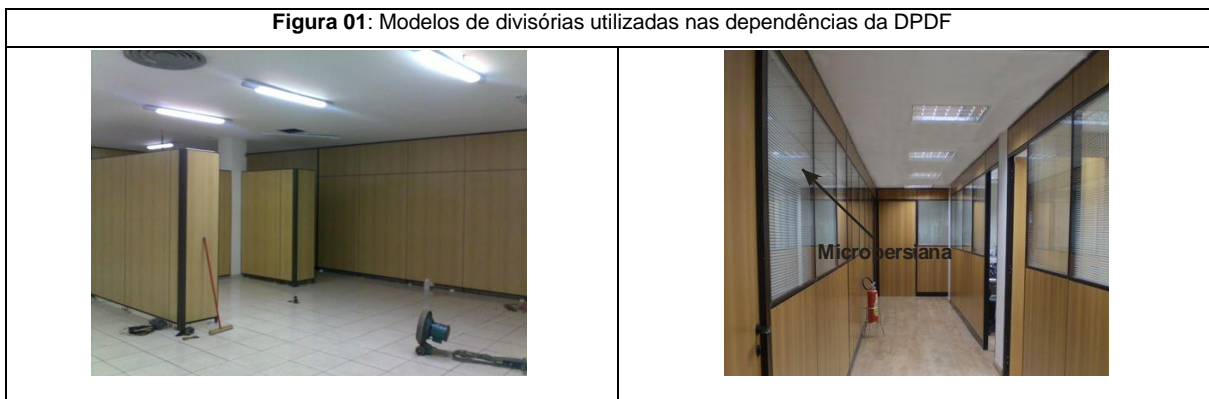 Figura 01: Modelos de divisórias utilizadas nas dependências da DPDF
Micropersiana